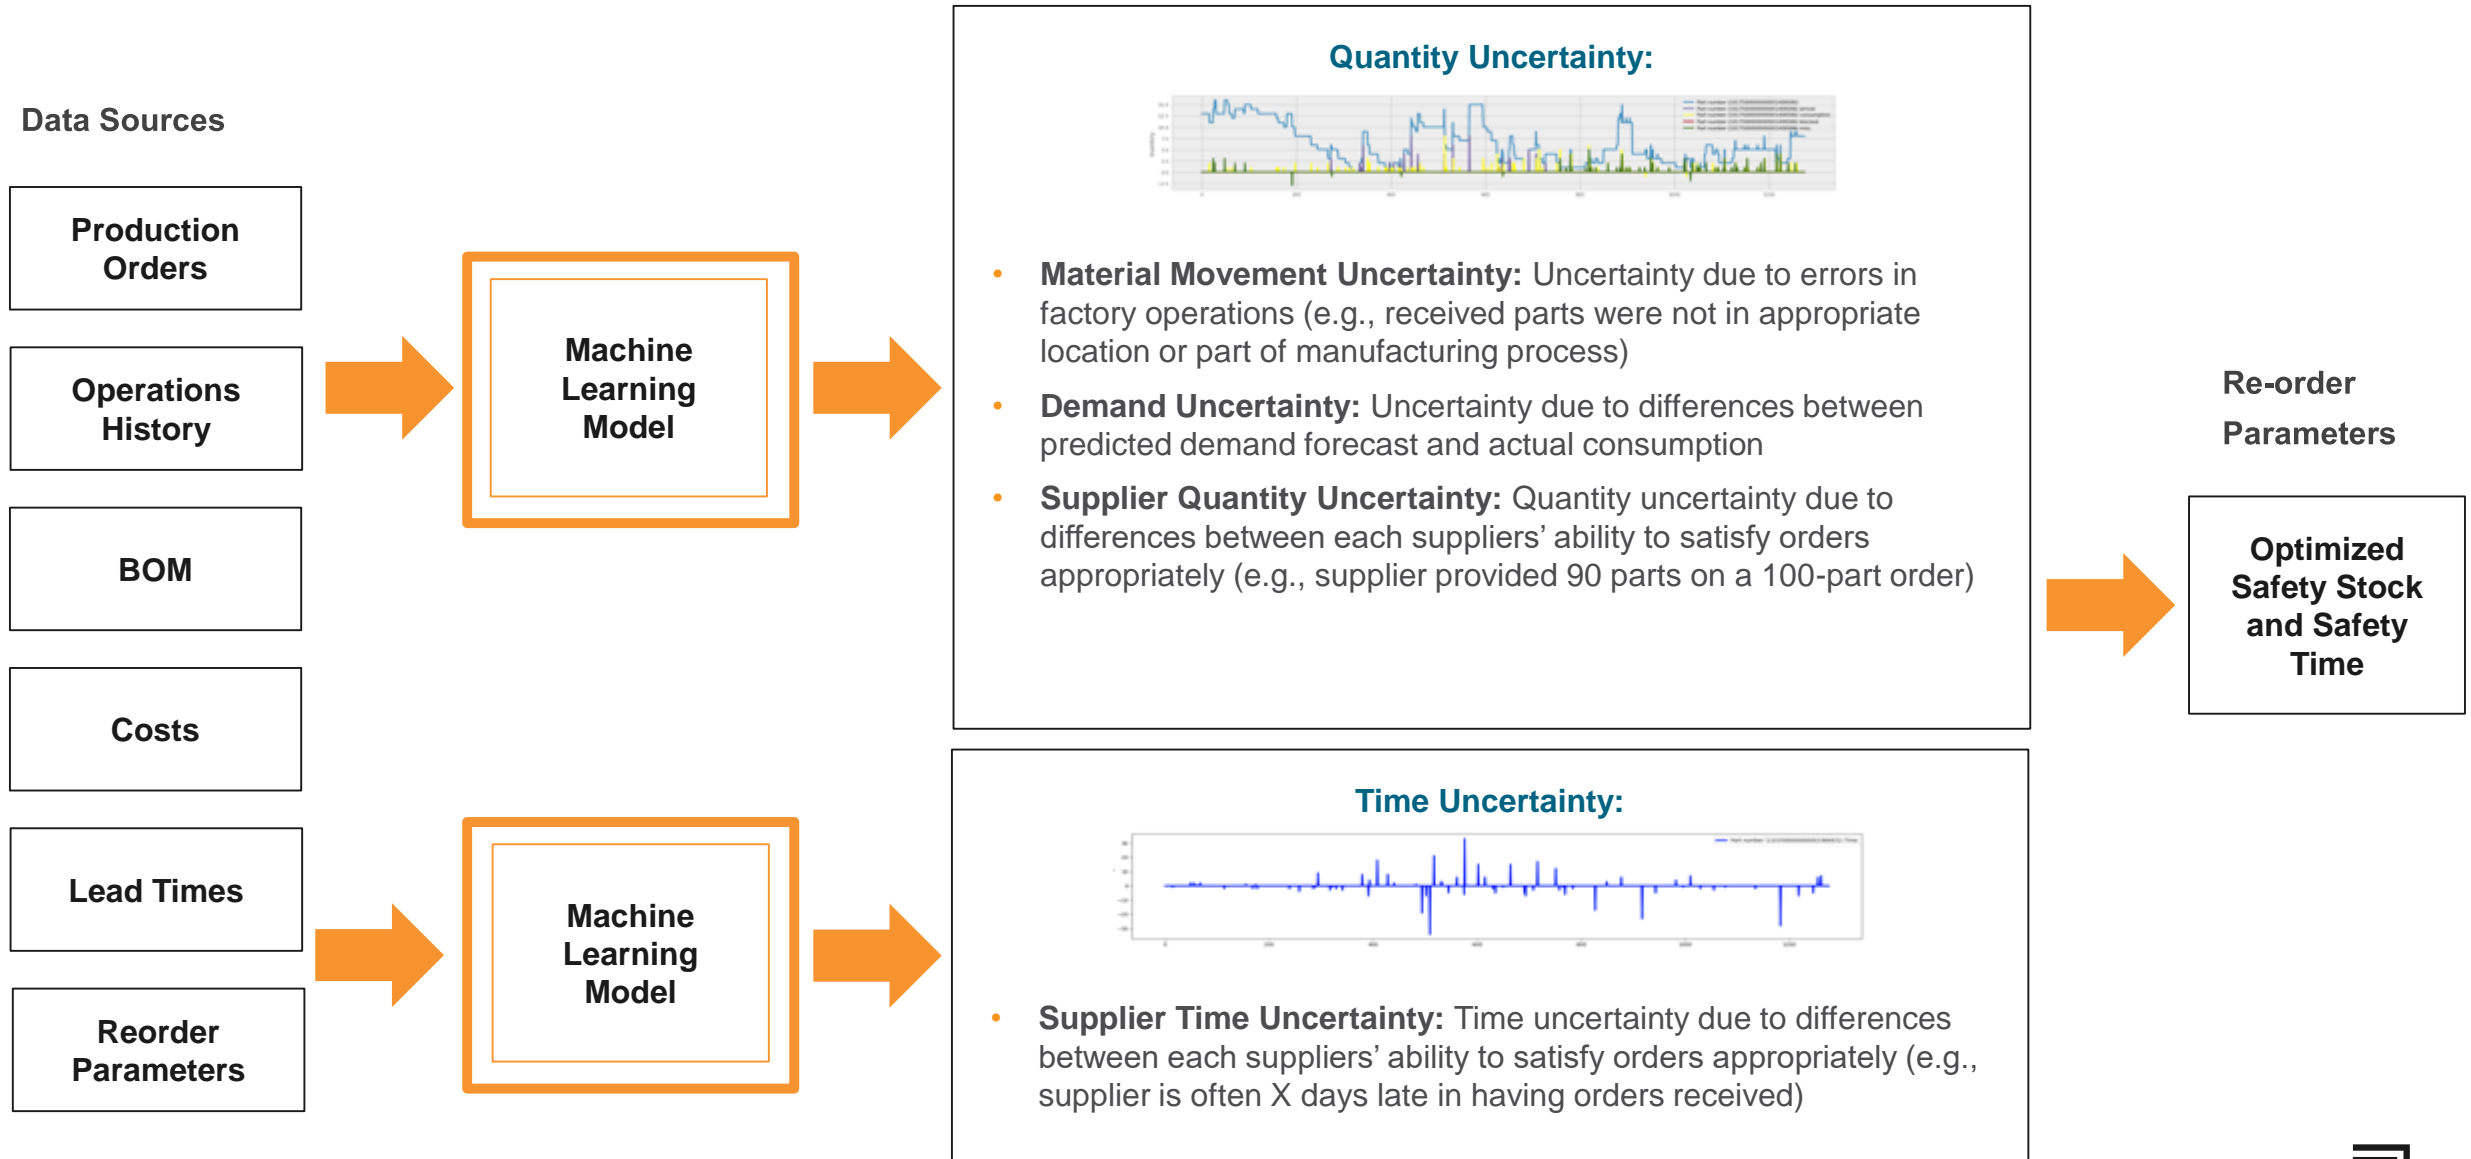 Data Sources
Production
Orders
Operations
History
BOM
Costs
Lead Times
Reorder
Parameters
Machine
Learning
Model
Machine
Learning
Model
Quantity Uncertainty:
• Material Movement Uncertainty: Uncertainty due to errors in
factory operations (e.g., received parts were not in appropriate
location or part of manufacturing process)
• Demand Uncertainty: Uncertainty due to differences between
predicted demand forecast and actual consumption
• Supplier Quantity Uncertainty: Quantity uncertainty due to
differences between each suppliers’ ability to satisfy orders
appropriately (e.g., supplier provided 90 parts on a 100-part order)
Time Uncertainty:
• Supplier Time Uncertainty: Time uncertainty due to differences
between each suppliers’ ability to satisfy orders appropriately (e.g.,
supplier is often X days late in having orders received)
Re-order
Parameters
Optimized
Safety Stock
and Safety
Time